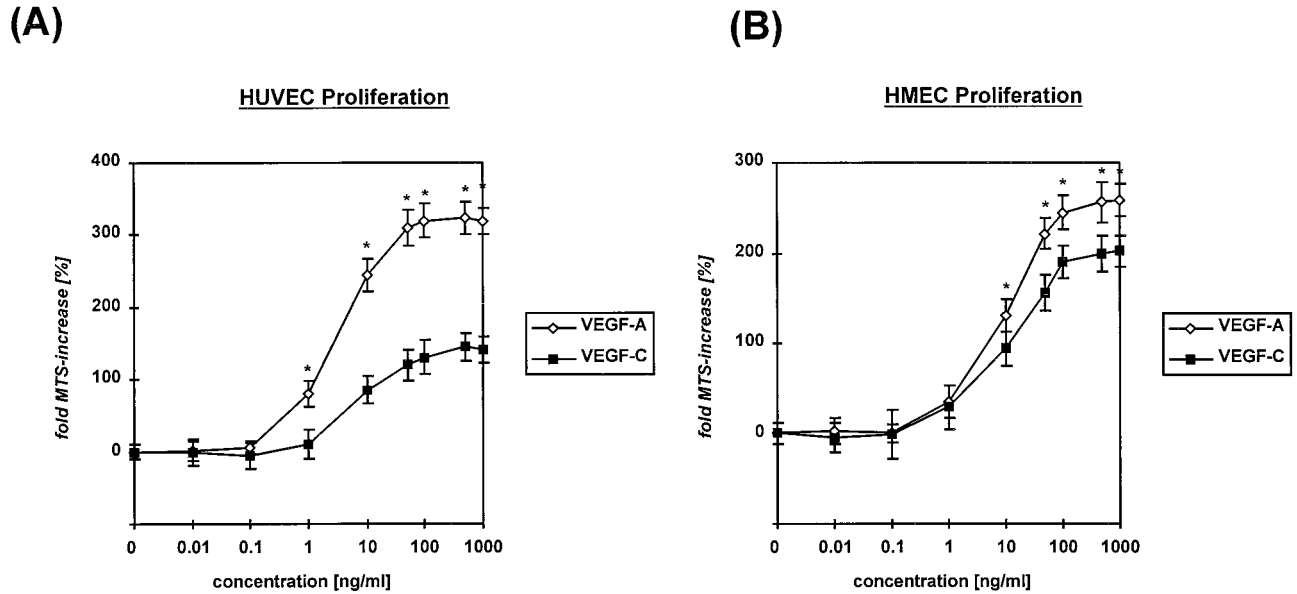 (A)
(B)
HUVEC Proliferation
400
300
200
100
0
fold MTS-increase [%]
* * * * * *
0 0.01 0.1 1 10 100 1000
concentration [ng/ml]
VEGF-A
VEGF-C
HMEC Proliferation
300
200
100
0
fold MTS-increase [%]
* * * * *
0 0.01 0.1 1 10 100 1000
concentration [ng/ml]
VEGF-A
VEGF-C